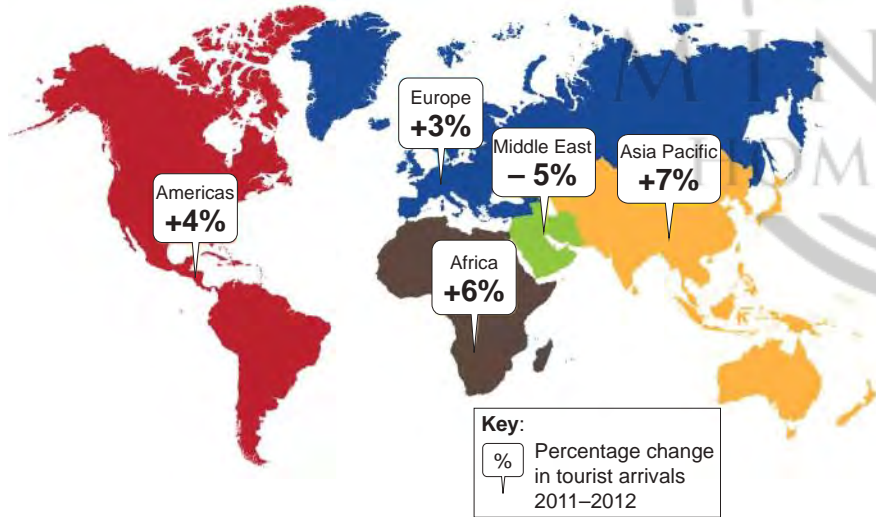 Europe
+3%
Middle East
– 5%
Asia Pacific
+7%
Americas
+4%
Africa
+6%
Key:
%
Percentage change
in tourist arrivals
2011–2012